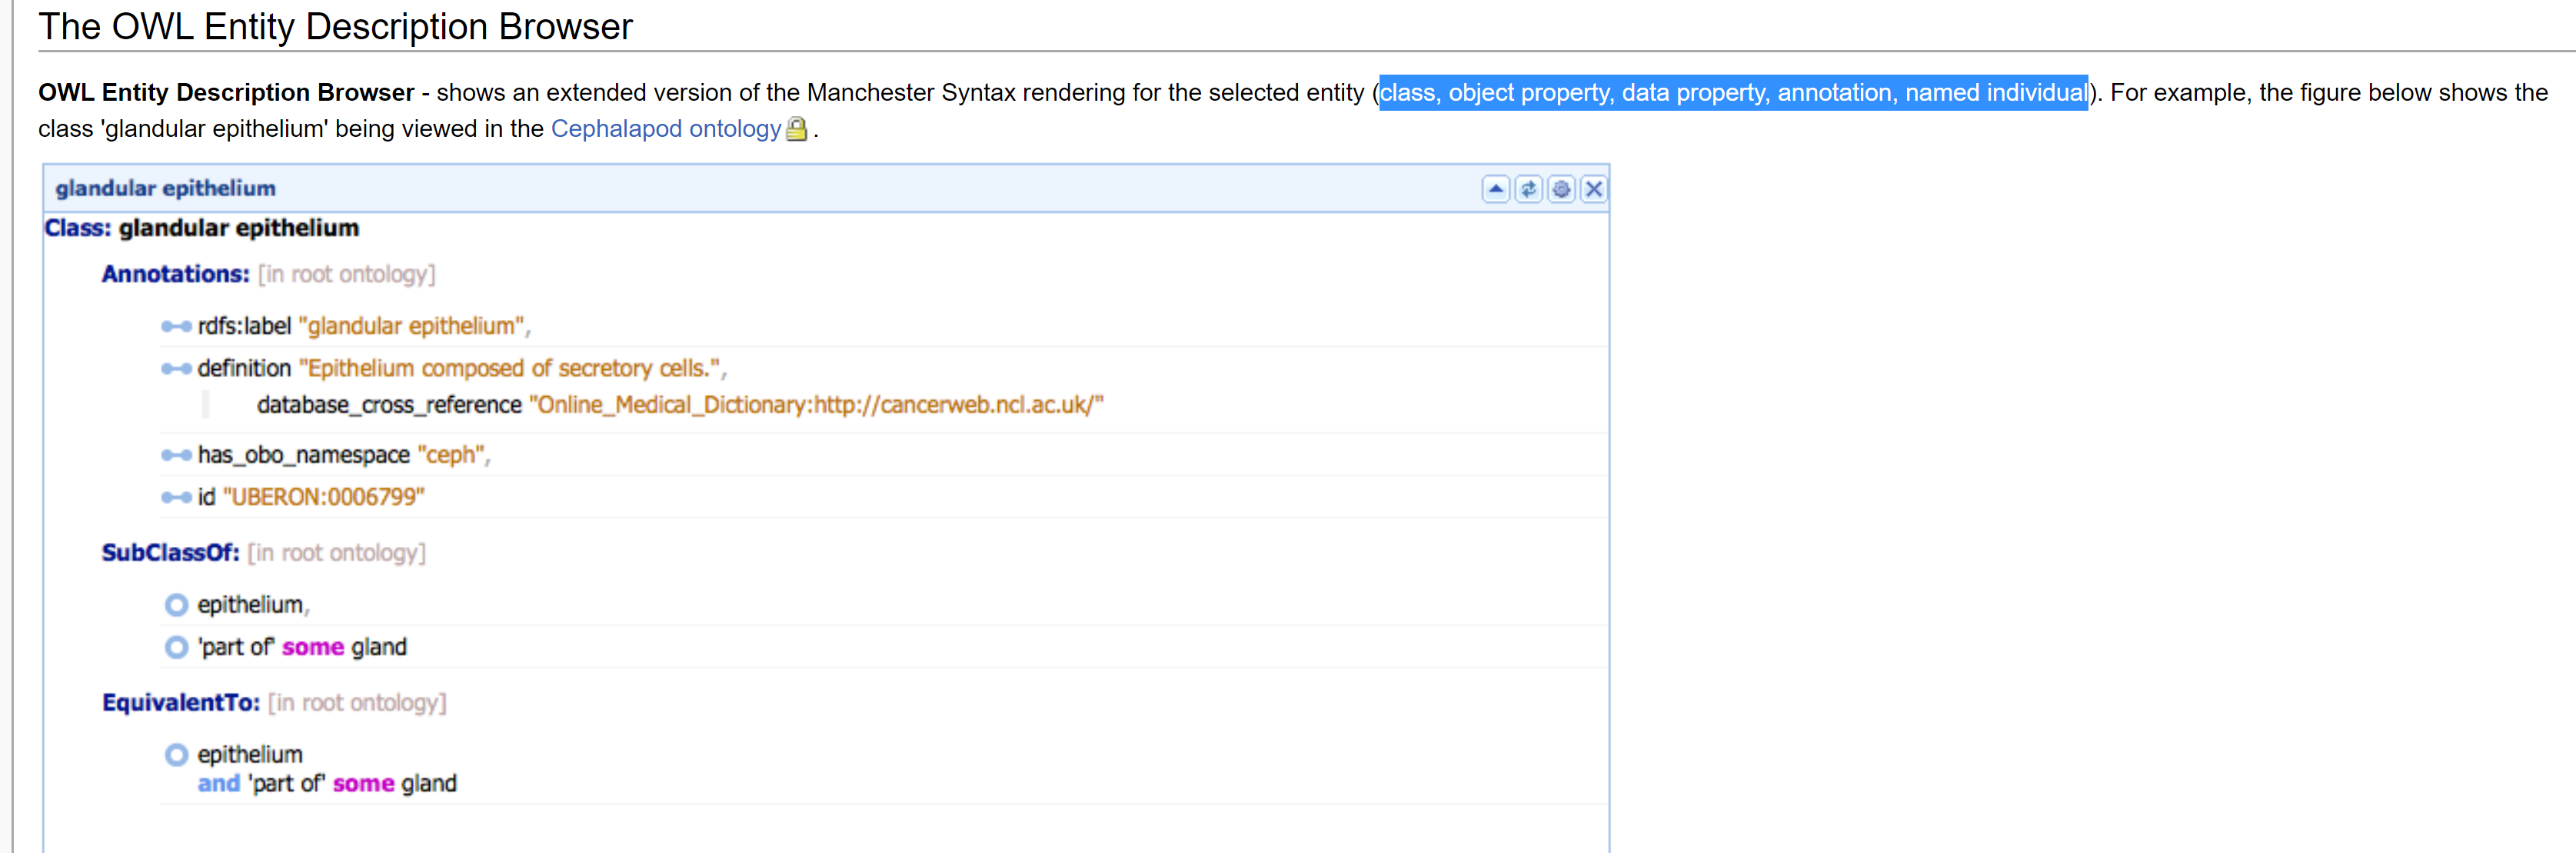 The OWL Entity Description Browser
OWL Entity Description Browser - shows an extended version of the Manchester Syntax rendering for the selected entity (class, object property, data property, annotation, named individual). For example, the figure below shows the
class 'glandular epithelium' being viewed in the Cephalapod ontology .
glandular epithelium
Class: glandular epithelium
Annotations: [in root ontology]
rdfs:label "glandular epithelium",
definition "Epithelium composed of secretory cells.",
database_cross_reference "Online_Medical_Dictionary:http://cancerweb.ncl.ac.uk/"
has_obo_namespace "ceph",
id "UBERON:0006799"
SubClassOf: [in root ontology]
epithelium,
'part of' some gland
EquivalentTo: [in root ontology]
epithelium
and 'part of' some gland